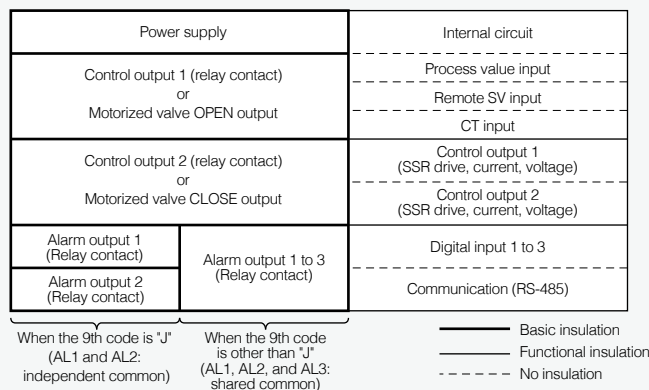 Power supply
Internal circuit
Control output 1 (relay contact)
or
Motorized valve OPEN output
Process value input
Remote SV input
CT input
Control output 2 (relay contact)
or
Motorized valve CLOSE output
Control output 1
(SSR drive, current, voltage)
Control output 2
(SSR drive, current, voltage)
Alarm output 1
(Relay contact)
Alarm output 2
(Relay contact)
Alarm output 1 to 3
(Relay contact)
Digital input 1 to 3
Communication (RS-485)
When the 9th code is "J"
(AL1 and AL2:
independent common)
When the 9th code
is other than "J"
(AL1, AL2, and AL3:
shared common)
Basic insulation
Functional insulation
No insulation